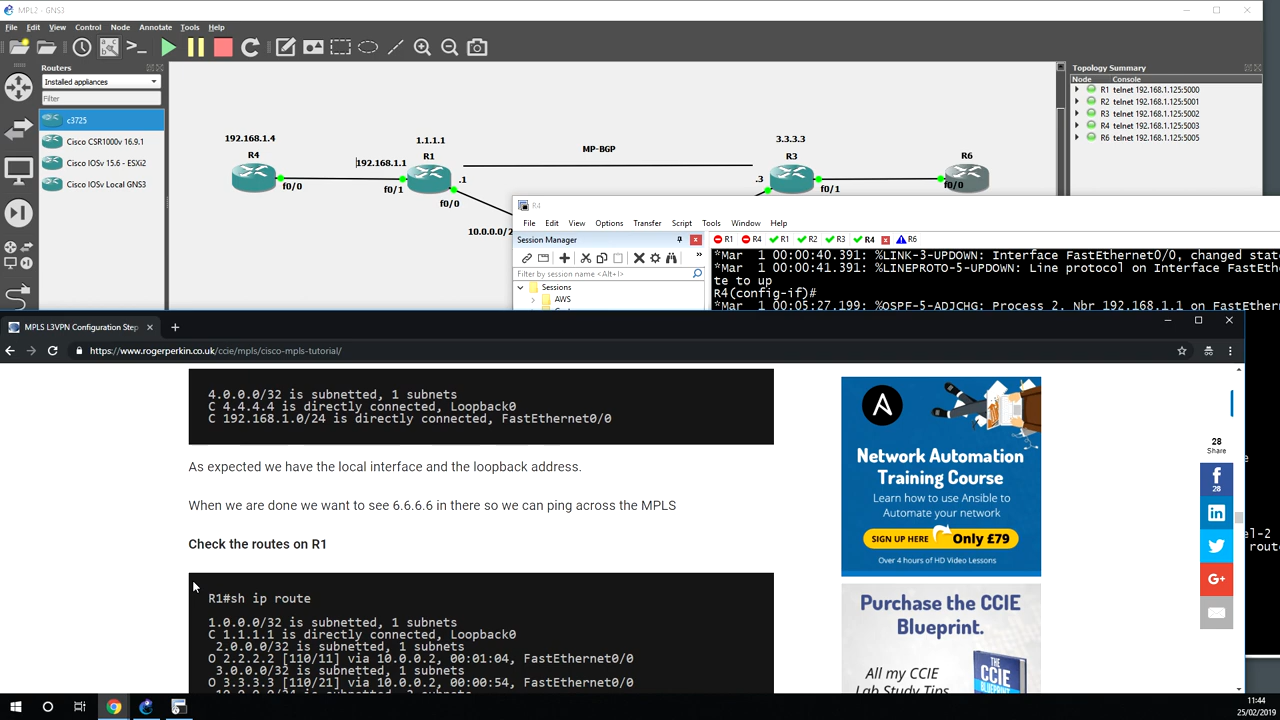 MPL2 - GNS3
File Edit View Control Node Annotate Tools Help
Routers
Installed appliances
Filter
c3725
Cisco CSR1000v 16.9.1
Cisco IOSv 15.6 - ESXi2
Cisco IOSv Local GNS3
192.168.1.4
R4
f0/0
192.168.1.1
1.1.1.1
R1
f0/1
.1
f0/0
10.0.0.0/2
MP-BGP
3.3.3.3
R3
.3
f0/1
R6
f0/0
Topology Summary
Node Console
R1 telnet 192.168.1.125:5000
R2 telnet 192.168.1.125:5001
R3 telnet 192.168.1.125:5002
R4 telnet 192.168.1.125:5003
R6 telnet 192.168.1.125:5005
R4
File Edit View Options Transfer Script Tools Window Help
Session Manager
Filter by session name <Alt+I>
Sessions
AWS
R1 R4 R1 R2 R3 R4 R6
*Mar 1 00:00:40.391: %LINK-3-UPDOWN: Interface FastEthernet0/0, changed stat
*Mar 1 00:00:41.391: %LINEPROTO-5-UPDOWN: Line protocol on Interface FastEth
te to up
R4(config-if)#
*Mar 1 00:05:27.199: %OSPF-5-ADJCHG: Process 2, Nbr 192.168.1.1 on FastEther
MPLS L3VPN Configuration Step
https://www.rogerperkin.co.uk/ccie/mpls/cisco-mpls-tutorial/
4.0.0.0/32 is subnetted, 1 subnets
C 4.4.4.4 is directly connected, Loopback0
C 192.168.1.0/24 is directly connected, FastEthernet0/0
As expected we have the local interface and the loopback address.
When we are done we want to see 6.6.6.6 in there so we can ping across the MPLS
Check the routes on R1
R1#sh ip route
1.0.0.0/32 is subnetted, 1 subnets
C 1.1.1.1 is directly connected, Loopback0
2.0.0.0/32 is subnetted, 1 subnets
O 2.2.2.2 [110/11] via 10.0.0.2, 00:01:04, FastEthernet0/0
3.0.0.0/32 is subnetted, 1 subnets
O 3.3.3.3 [110/21] via 10.0.0.2, 00:00:54, FastEthernet0/0
Network Automation
Training Course
Learn how to use Ansible to
Automate your network
SIGN UP HERE Only £79
Over 4 hours of HD Video Lessons
Purchase the CCIE
Blueprint.
All my CCIE
Lab Study Tips
THE CCIE BLUEPRINT
28
Share
28
el-2
rout
11:44
25/02/2019